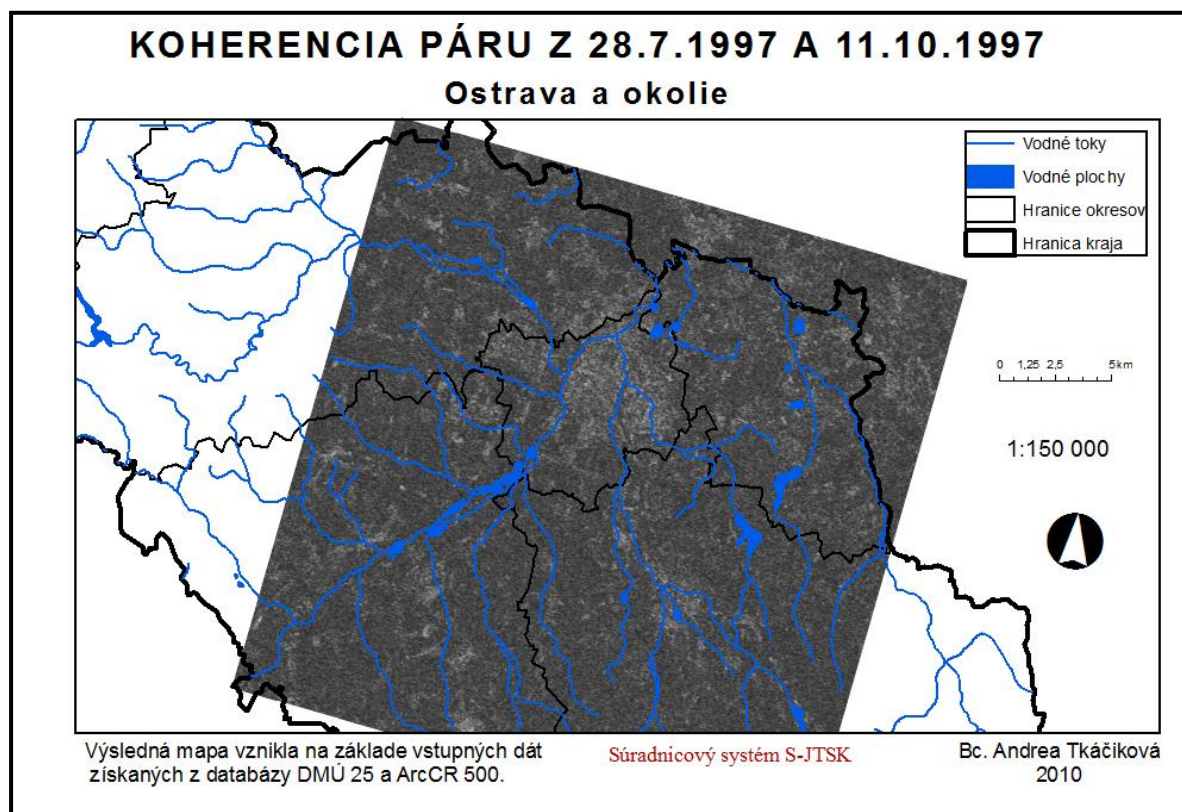 KOHERENCIA PÁRU Z 28.7.1997 A 11.10.1997
Ostrava a okolie
Vodné toky
Vodné plochy
Hranice okresov
Hranica kraja
0 1,25 2,5 5km
1:150 000
Výsledná mapa vznikla na základe vstupných dát
získaných z databázy DMÚ 25 a ArcCR 500.
Súradnicový systém S-JTSK
Bc. Andrea Tkáčiková
2010